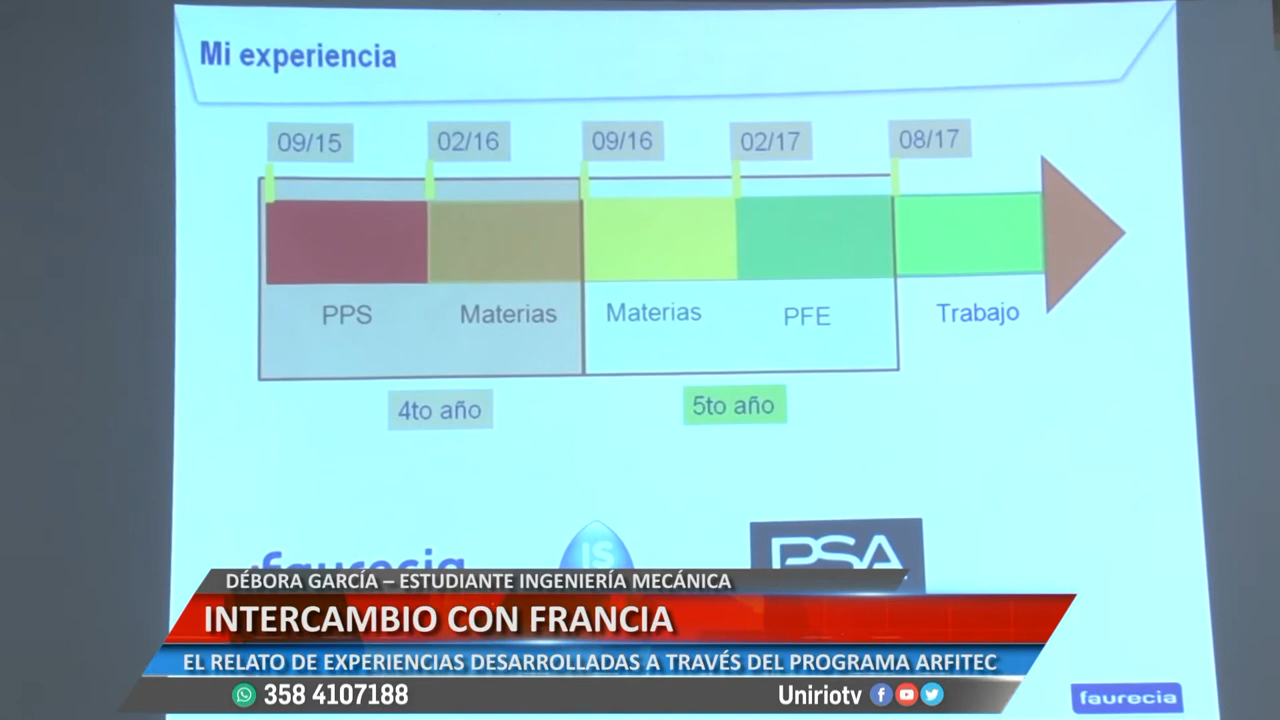 Mi experiencia
09/15 02/16 09/16 02/17 08/17
PPS Materias Materias PFE Trabajo
4to año 5to año
faurecia IS PSA
DÉBORA GARCÍA – ESTUDIANTE INGENIERÍA MECÁNICA
INTERCAMBIO CON FRANCIA
EL RELATO DE EXPERIENCIAS DESARROLLADAS A TRAVÉS DEL PROGRAMA ARFITEC
358 4107188 Uniriotv
faurecia